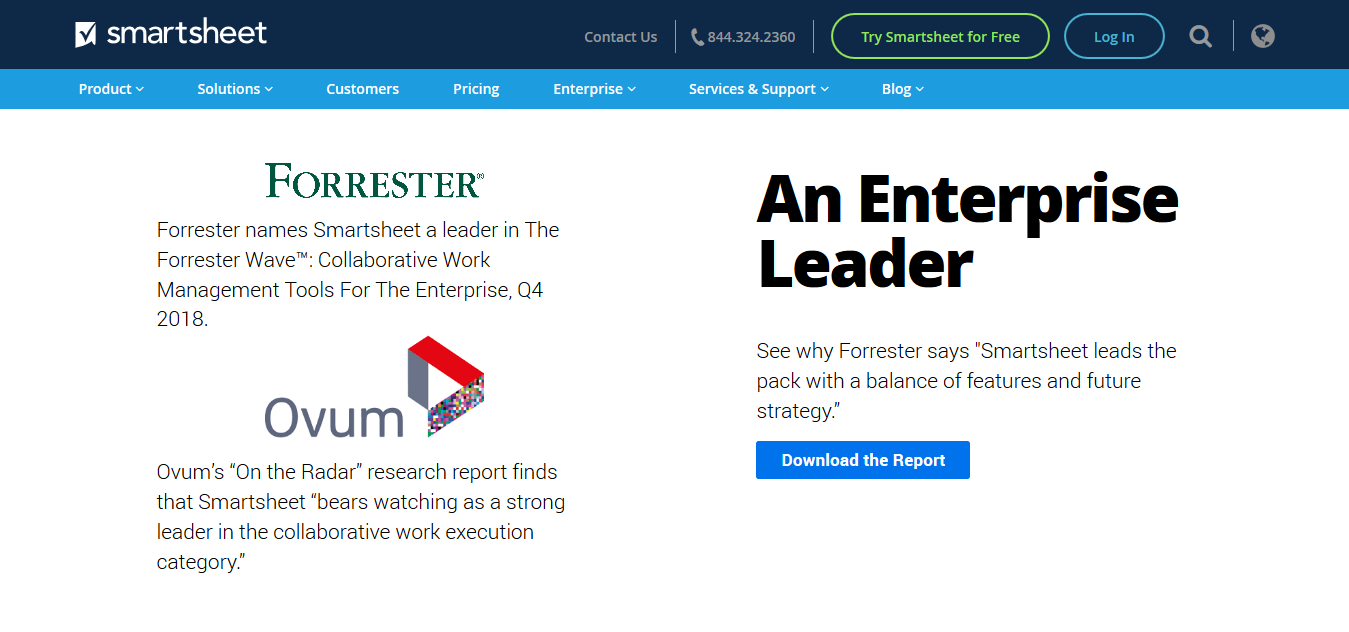 smartsheet
Contact Us
844.324.2360
Try Smartsheet for Free
Log In
Product
Solutions
Customers
Pricing
Enterprise
Services & Support
Blog
FORRESTER®
Forrester names Smartsheet a leader in The
Forrester Wave™: Collaborative Work
Management Tools For The Enterprise, Q4
2018.
Ovum
Ovum’s “On the Radar” research report finds
that Smartsheet “bears watching as a strong
leader in the collaborative work execution
category.”
An Enterprise
Leader
See why Forrester says "Smartsheet leads the
pack with a balance of features and future
strategy.”
Download the Report